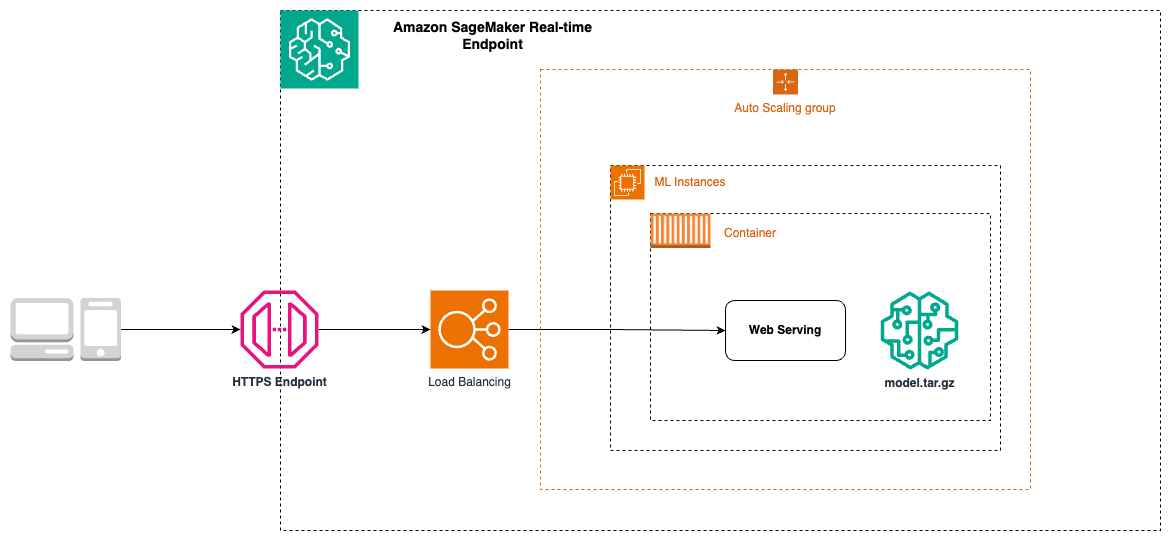 Amazon SageMaker Real-time
Endpoint
Auto Scaling group
ML Instances
Container
Web Serving
HTTPS Endpoint
Load Balancing
model.tar.gz